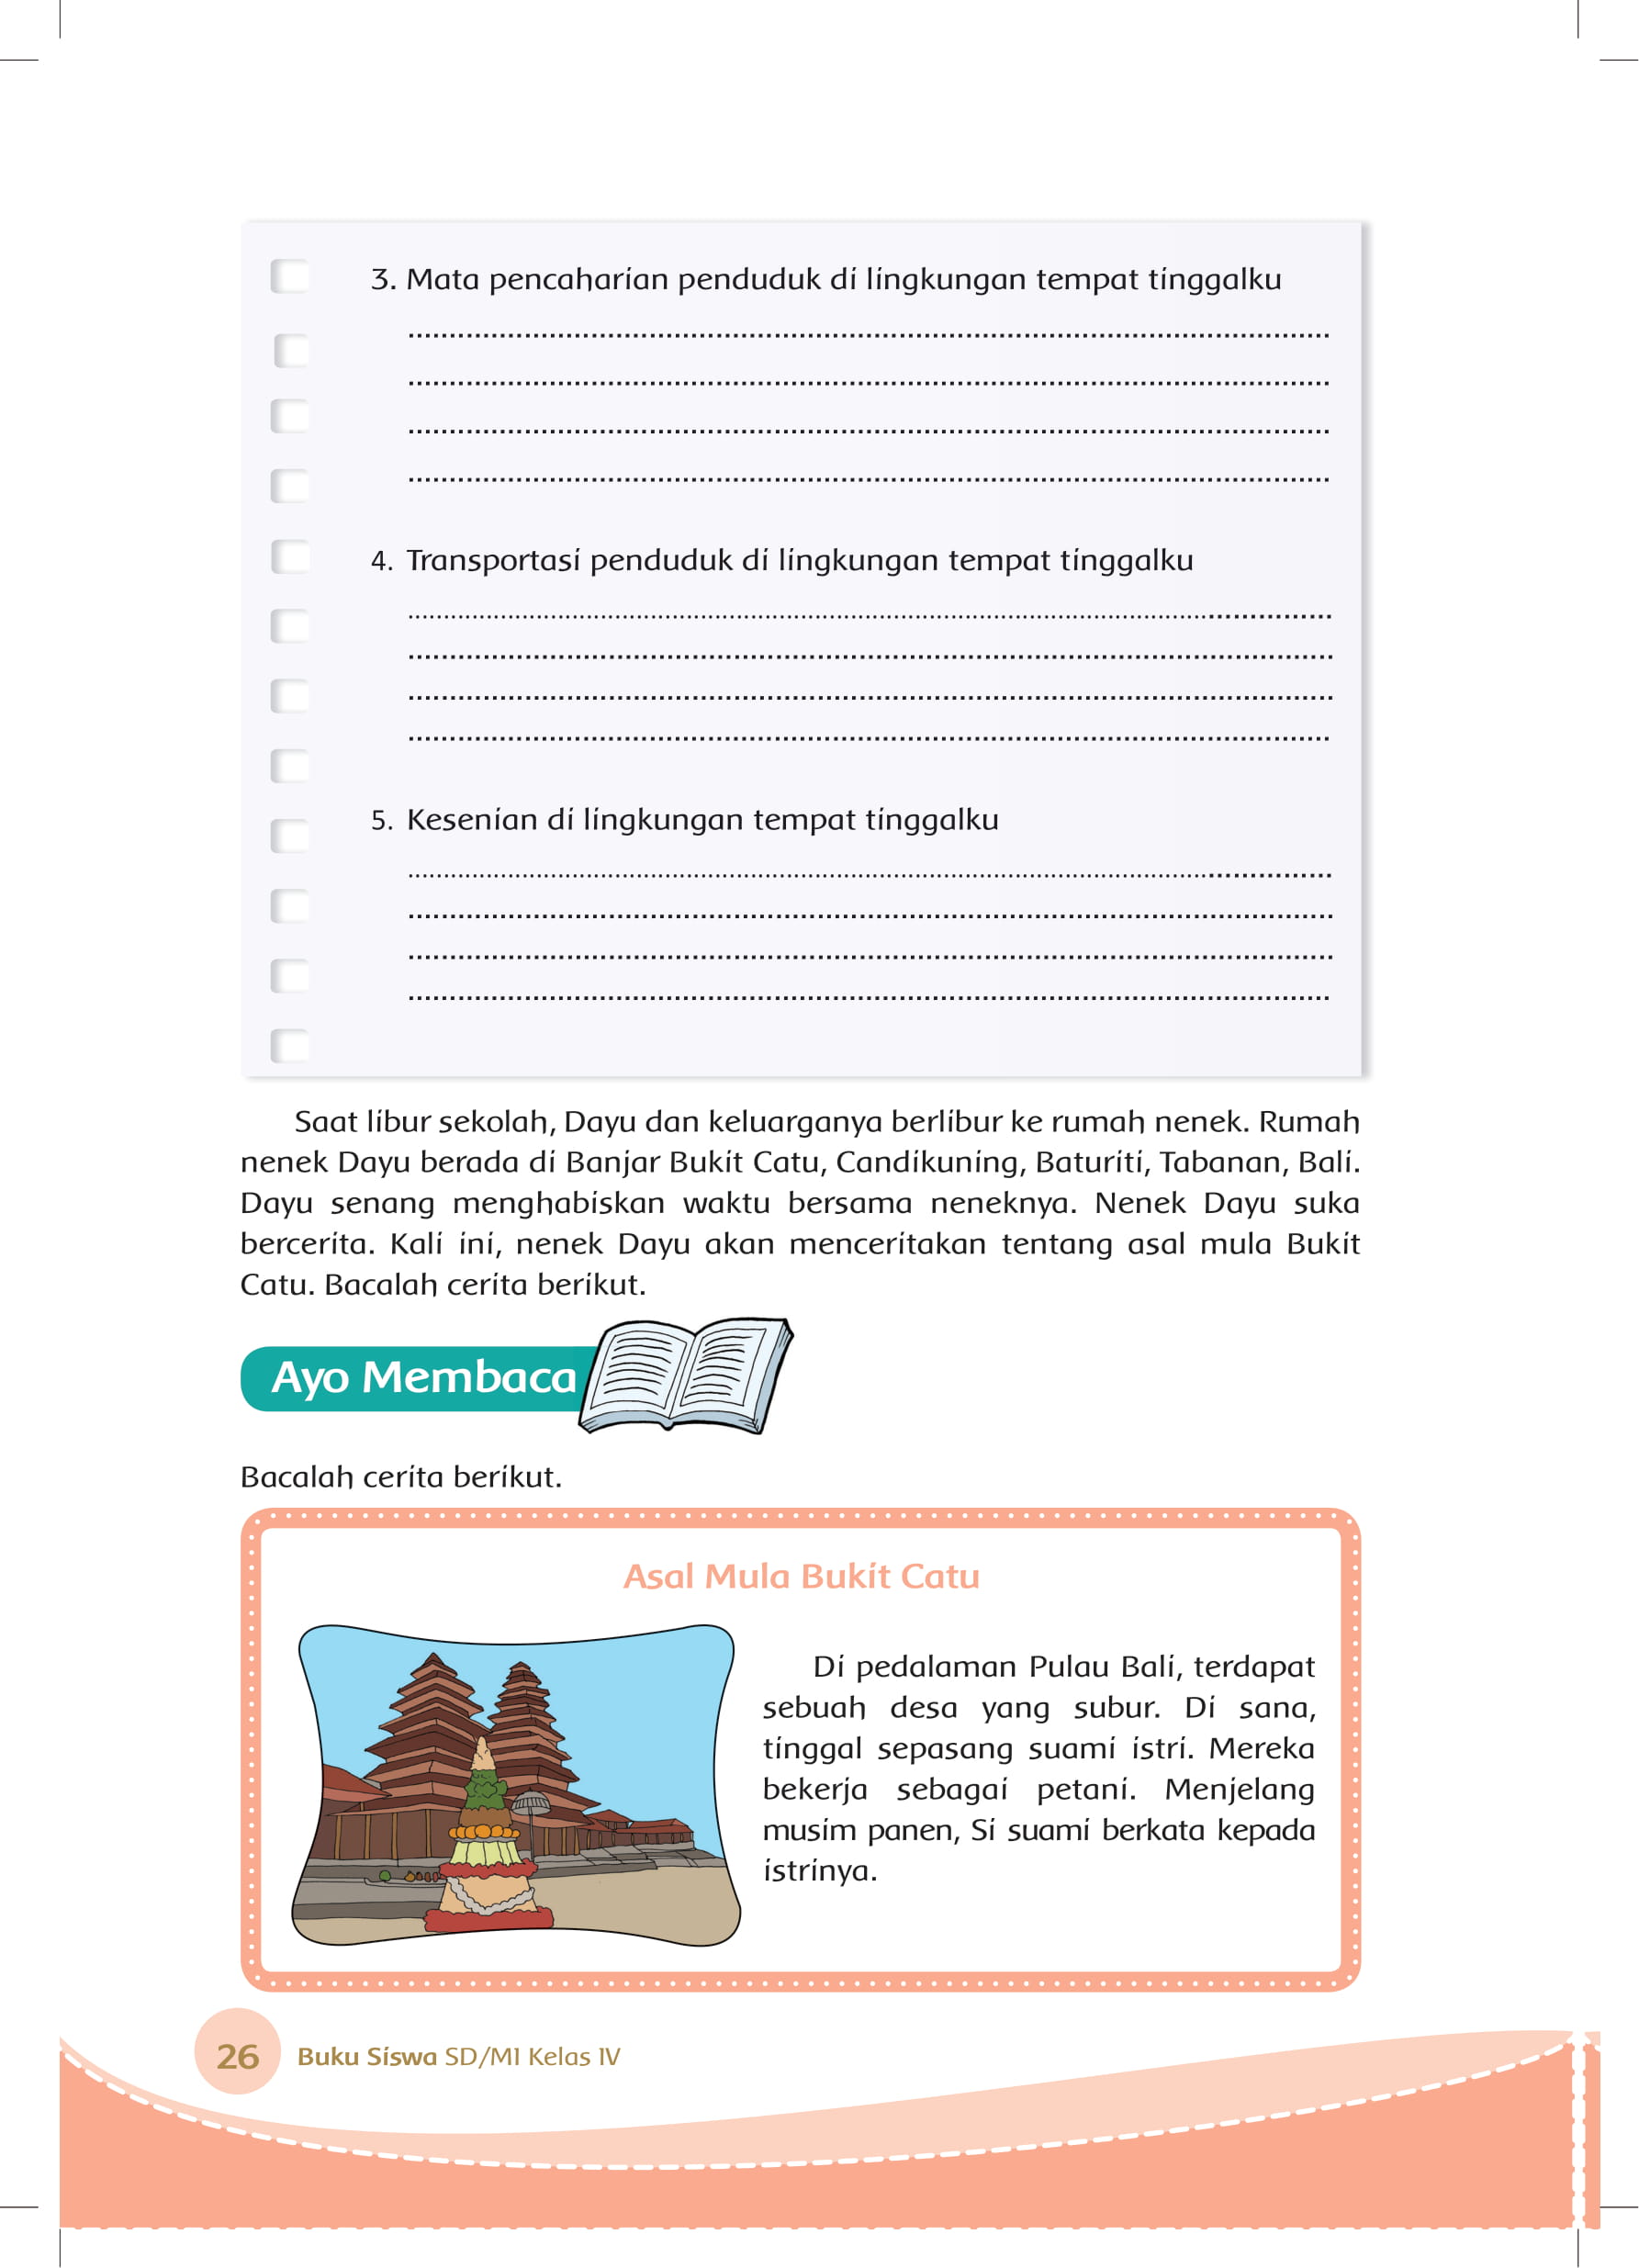 3. Mata pencaharian penduduk di lingkungan tempat tinggalku
4. Transportasi penduduk di lingkungan tempat tinggalku
5. Kesenian di lingkungan tempat tinggalku
Saat libur sekolah, Dayu dan keluarganya berlibur ke rumah nenek. Rumah
nenek Dayu berada di Banjar Bukit Catu, Candikuning, Baturiti, Tabanan, Bali.
Dayu senang menghabiskan waktu bersama neneknya. Nenek Dayu suka
bercerita. Kali ini, nenek Dayu akan menceritakan tentang asal mula Bukit
Catu. Bacalah cerita berikut.
Ayo Membaca
Bacalah cerita berikut.
Asal Mula Bukit Catu
Di pedalaman Pulau Bali, terdapat
sebuah desa yang subur. Di sana,
tinggal sepasang suami istri. Mereka
bekerja sebagai petani. Menjelang
musim panen, Si suami berkata kepada
istrinya.
26 Buku Siswa SD/MI Kelas IV